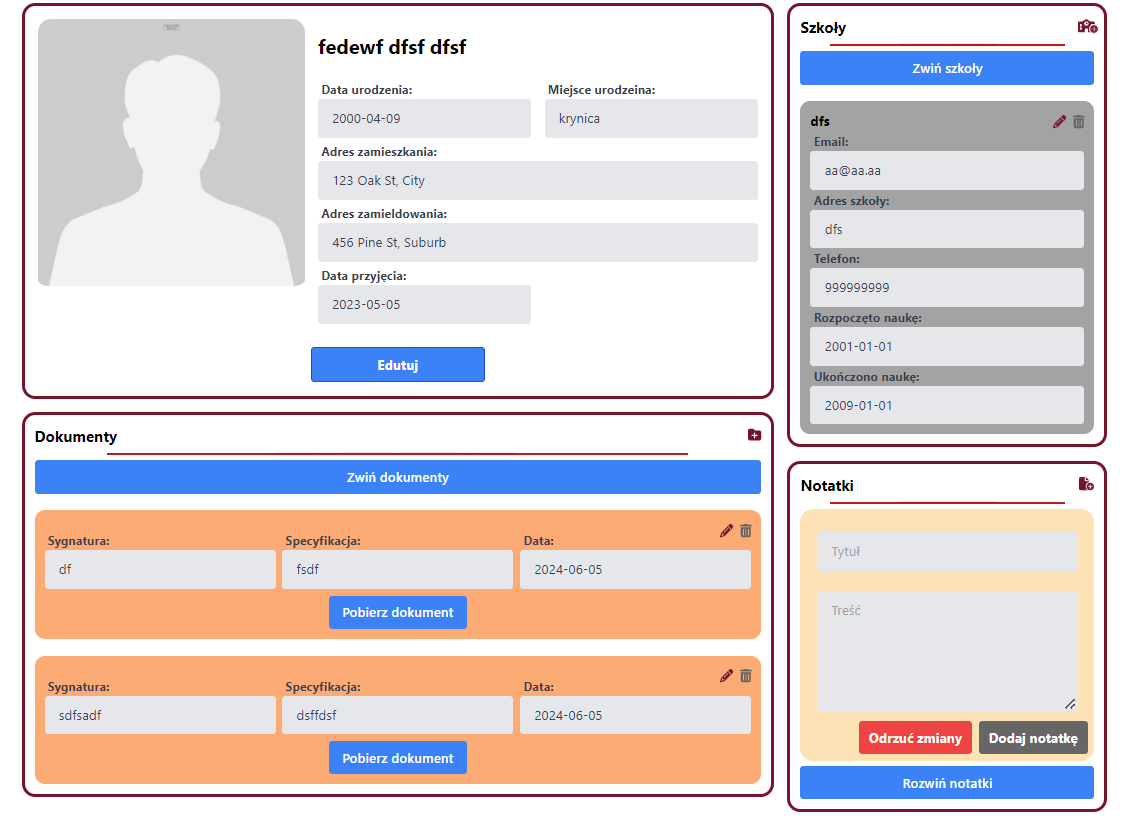 fedewf dfsf dfsf
Data urodzenia:
Miejsce urodzeina:
2000-04-09
krynica
Adres zamieszkania:
123 Oak St, City
Adres zamieldowania:
456 Pine St, Suburb
Data przyjęcia:
2023-05-05
Edutuj
Dokumenty
Zwiń dokumenty
Sygnatura:
Specyfikacja:
Data:
df
fsdf
2024-06-05
Pobierz dokument
Sygnatura:
Specyfikacja:
Data:
sdfsadf
dsffdsf
2024-06-05
Pobierz dokument
Szkoły
Zwiń szkoły
dfs
Email:
aa@aa.aa
Adres szkoły:
dfs
Telefon:
999999999
Rozpoczęto naukę:
2001-01-01
Ukończono naukę:
2009-01-01
Notatki
Tytuł
Treść
Odrzuć zmiany
Dodaj notatkę
Rozwiń notatki